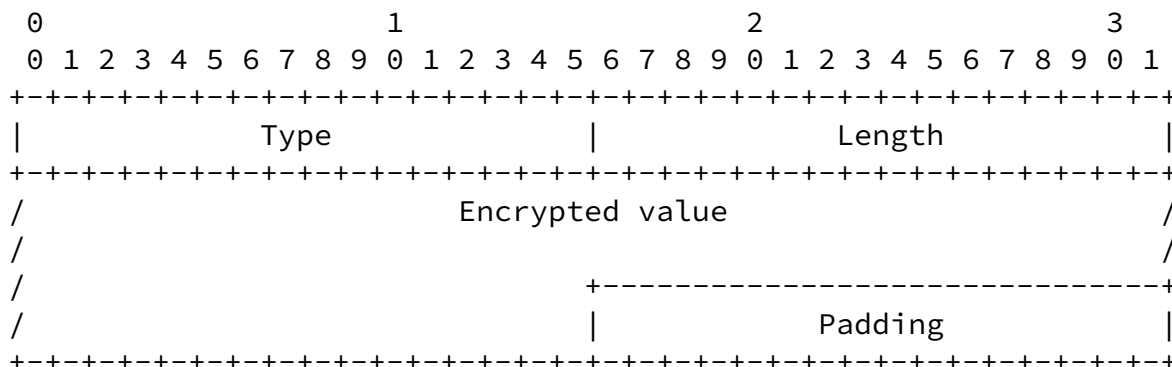 0                   1                   2                   3
 0 1 2 3 4 5 6 7 8 9 0 1 2 3 4 5 6 7 8 9 0 1 2 3 4 5 6 7 8 9 0 1
+-+-+-+-+-+-+-+-+-+-+-+-+-+-+-+-+-+-+-+-+-+-+-+-+-+-+-+-+-+-+-+-+
|             Type              |             Length            |
+-+-+-+-+-+-+-+-+-+-+-+-+-+-+-+-+-+-+-+-+-+-+-+-+-+-+-+-+-+-+-+-+
/                        Encrypted value                        /
/                                                               /
/                               +-------------------------------+
/                               |            Padding            |
+-+-+-+-+-+-+-+-+-+-+-+-+-+-+-+-+-+-+-+-+-+-+-+-+-+-+-+-+-+-+-+-+